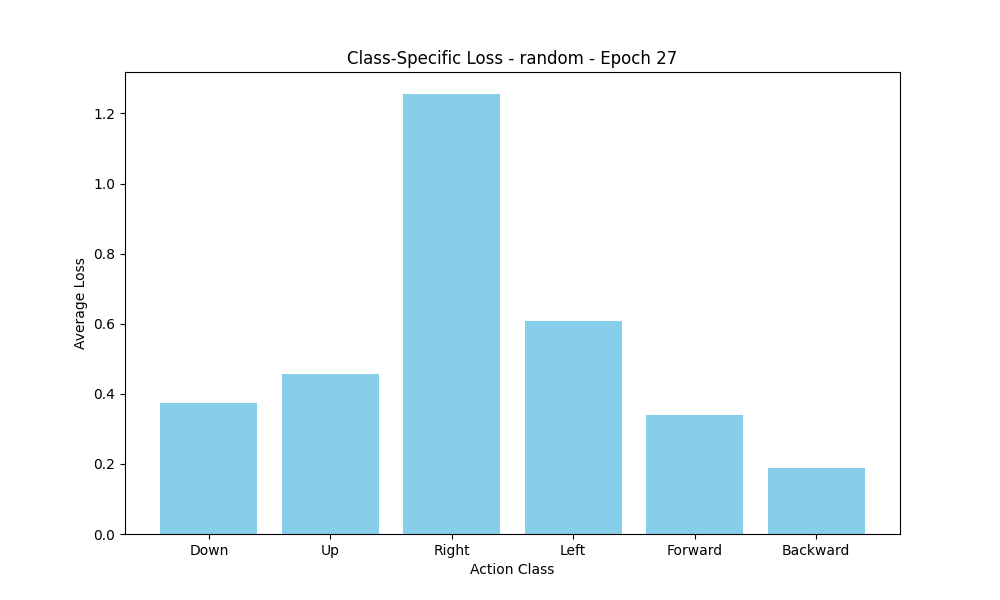 Class-Specific Loss - random - Epoch 27
Average Loss
1.2
1.0
0.8
0.6
0.4
0.2
0.0
Down Up Right Left Forward Backward
Action Class